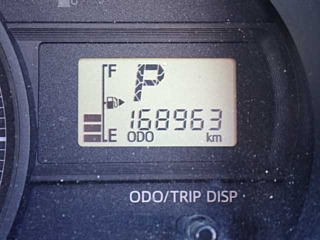 F P
168963
E ODO km
ODO/TRIP DISP